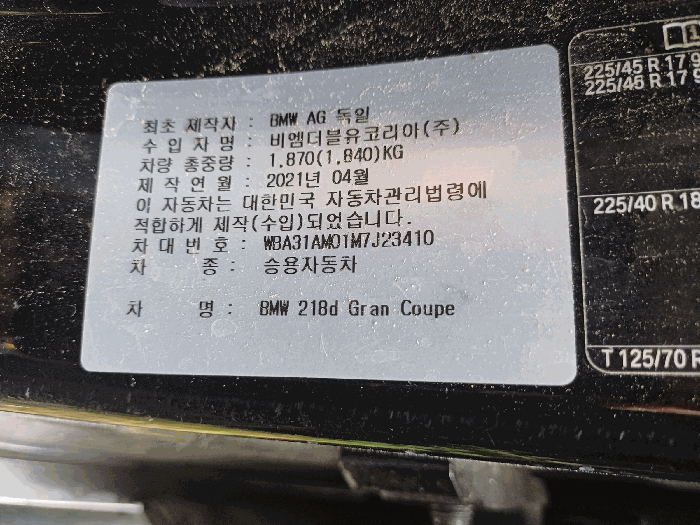 최초 제작자 : BMW AG 독일
수 입 자 명 : 비엠더블유코리아(주)
차량 총중량 : 1,870(1,840)KG
제 작 연 월 : 2021년 04월
이 자동차는 대한민국 자동차관리법령에
적합하게 제작(수입)되었습니다.
차 대 번 호 : WBA31AM01M7J23410
차 종 : 승용자동차
차 명 : BMW 218d Gran Coupe
225/45 R 17 9
225/45 R 17 9
225/40 R 18
T 125/70 R